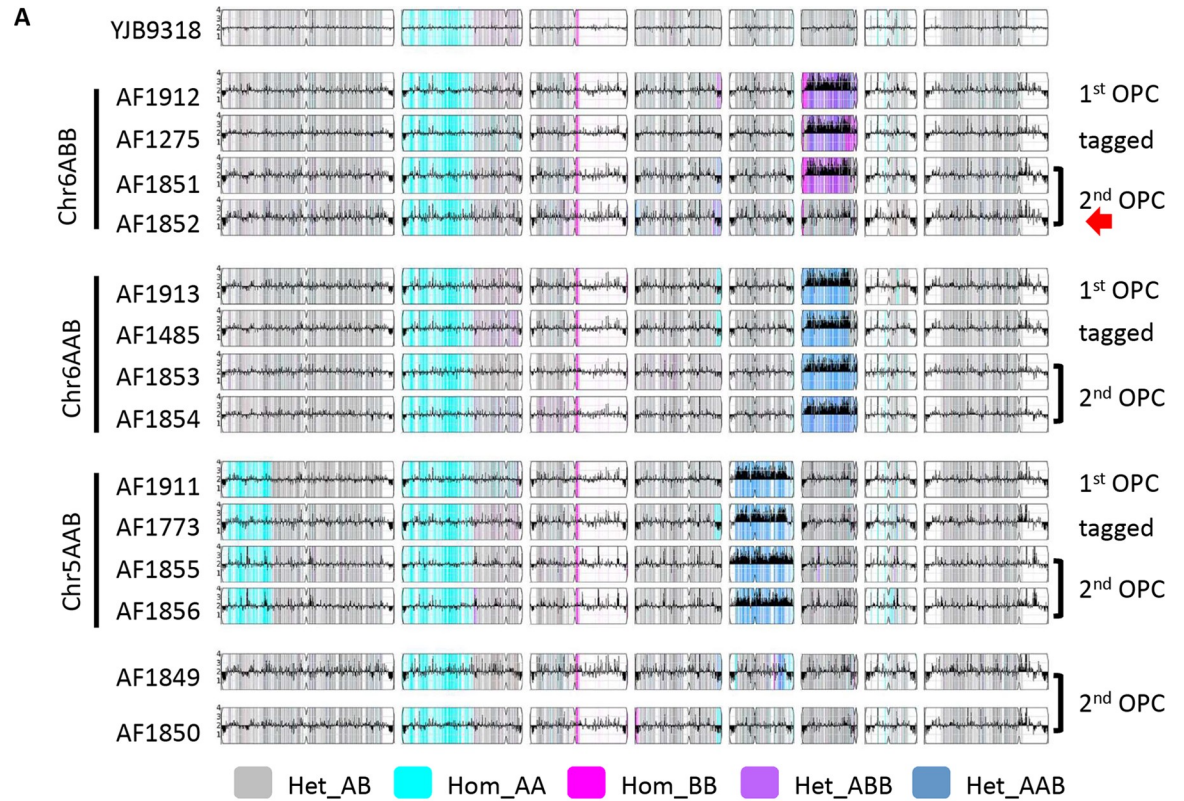 A
YJB9318
Chr6ABB
AF1912
1st OPC
AF1275
tagged
AF1851
2nd OPC
AF1852
Chr6AAB
AF1913
1st OPC
AF1485
tagged
AF1853
2nd OPC
AF1854
Chr5AAB
AF1911
1st OPC
AF1773
tagged
AF1855
2nd OPC
AF1856
AF1849
2nd OPC
AF1850
Het_AB Hom_AA Hom_BB Het_ABB Het_AAB